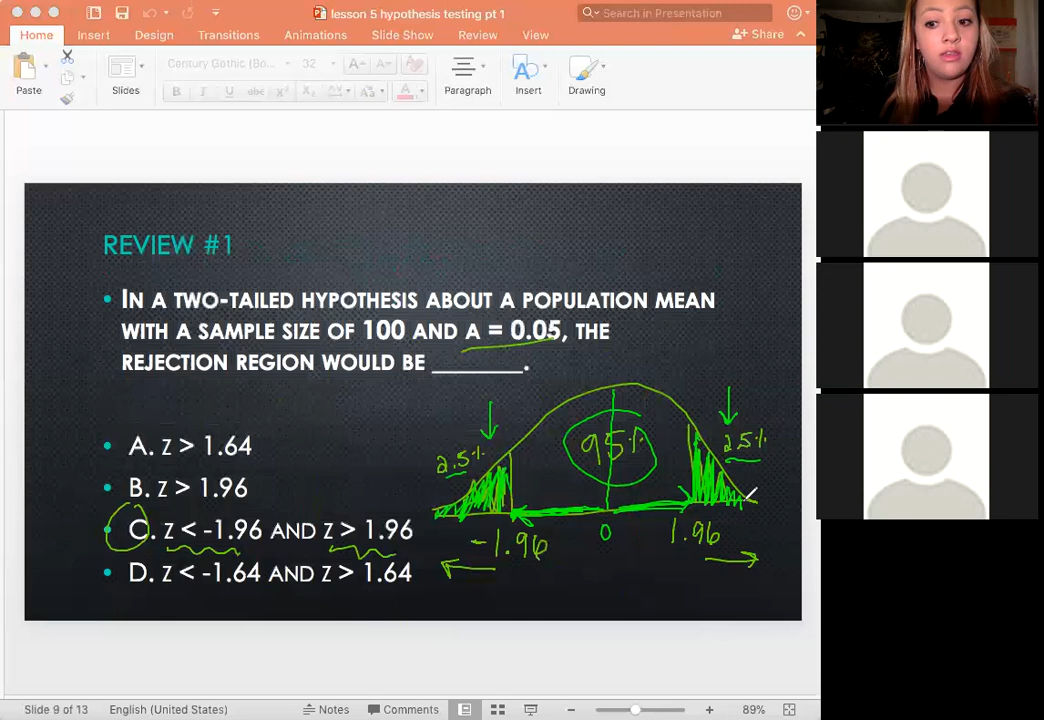 lesson 5 hypothesis testing pt 1
Search in Presentation
Home Insert Design Transitions Animations Slide Show Review View Share
Century Gothic (Bo... 32
Paste Slides Paragraph Insert Drawing
REVIEW #1
• IN A TWO-TAILED HYPOTHESIS ABOUT A POPULATION MEAN
WITH A SAMPLE SIZE OF 100 AND Α = 0.05, THE
REJECTION REGION WOULD BE ________.
• A. z > 1.64
• B. z > 1.96
• C. z < -1.96 AND z > 1.96
• D. z < -1.64 AND z > 1.64
2.5% 95% 2.5%
-1.96 0 1.96
Slide 9 of 13 English (United States) Notes Comments 89%